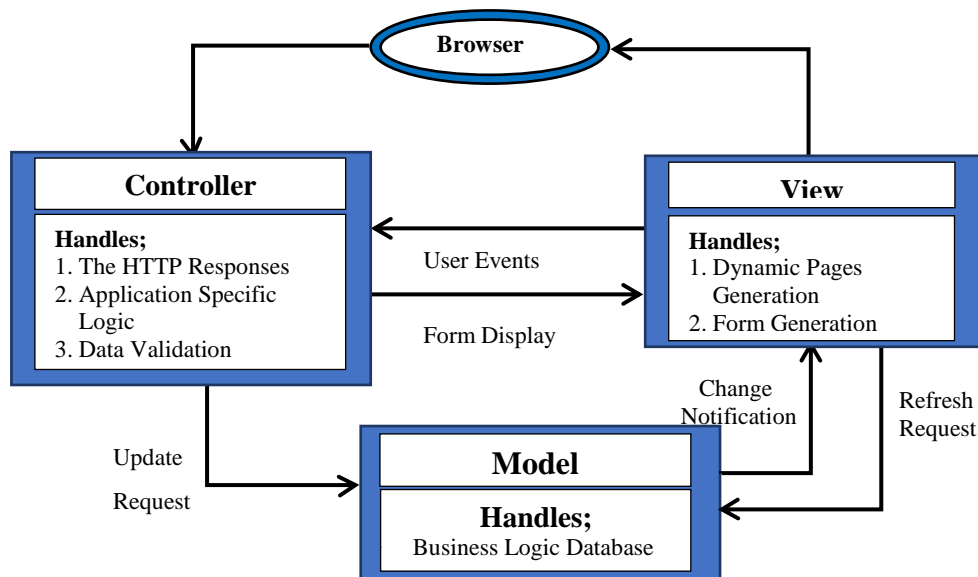 Browser
Controller
Handles;
1. The HTTP Responses
2. Application Specific
Logic
3. Data Validation
User Events
Form Display
View
Handles;
1. Dynamic Pages
Generation
2. Form Generation
Change
Notification
Refresh
Request
Update
Request
Model
Handles;
Business Logic Database